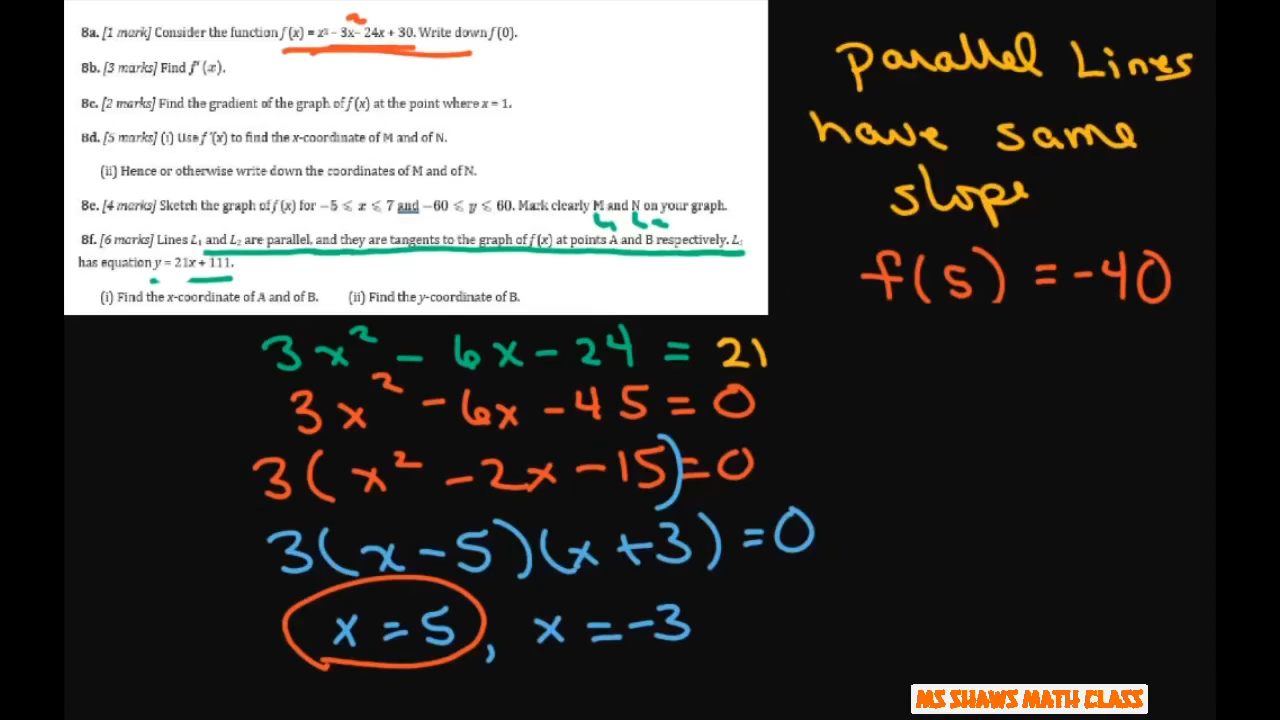 8a. [1 mark] Consider the function f(x) = x³ – 3x– 24x + 30. Write down f(0).
2
8b. [3 marks] Find f'(x).
8c. [2 marks] Find the gradient of the graph of f(x) at the point where x = 1.
8d. [5 marks] (i) Use f'(x) to find the x-coordinate of M and of N.
(ii) Hence or otherwise write down the coordinates of M and of N.
8e. [4 marks] Sketch the graph of f(x) for −5 ⩽ x ⩽ 7 and −60 ⩽ y ⩽ 60. Mark clearly M and N on your graph.
8f. [6 marks] Lines L₁ and L₂ are parallel, and they are tangents to the graph of f(x) at points A and B respectively. L₁
L₁ L₂
has equation y = 21x + 111.
(i) Find the x-coordinate of A and of B. (ii) Find the y-coordinate of B.
Parallel Lines
have same
slope
f(5) = -40
3x² - 6x - 24 = 21
3x² - 6x - 45 = 0
3(x² - 2x - 15) = 0
3(x - 5)(x + 3) = 0
x = 5, x = -3
MS SHAWS MATH CLASS